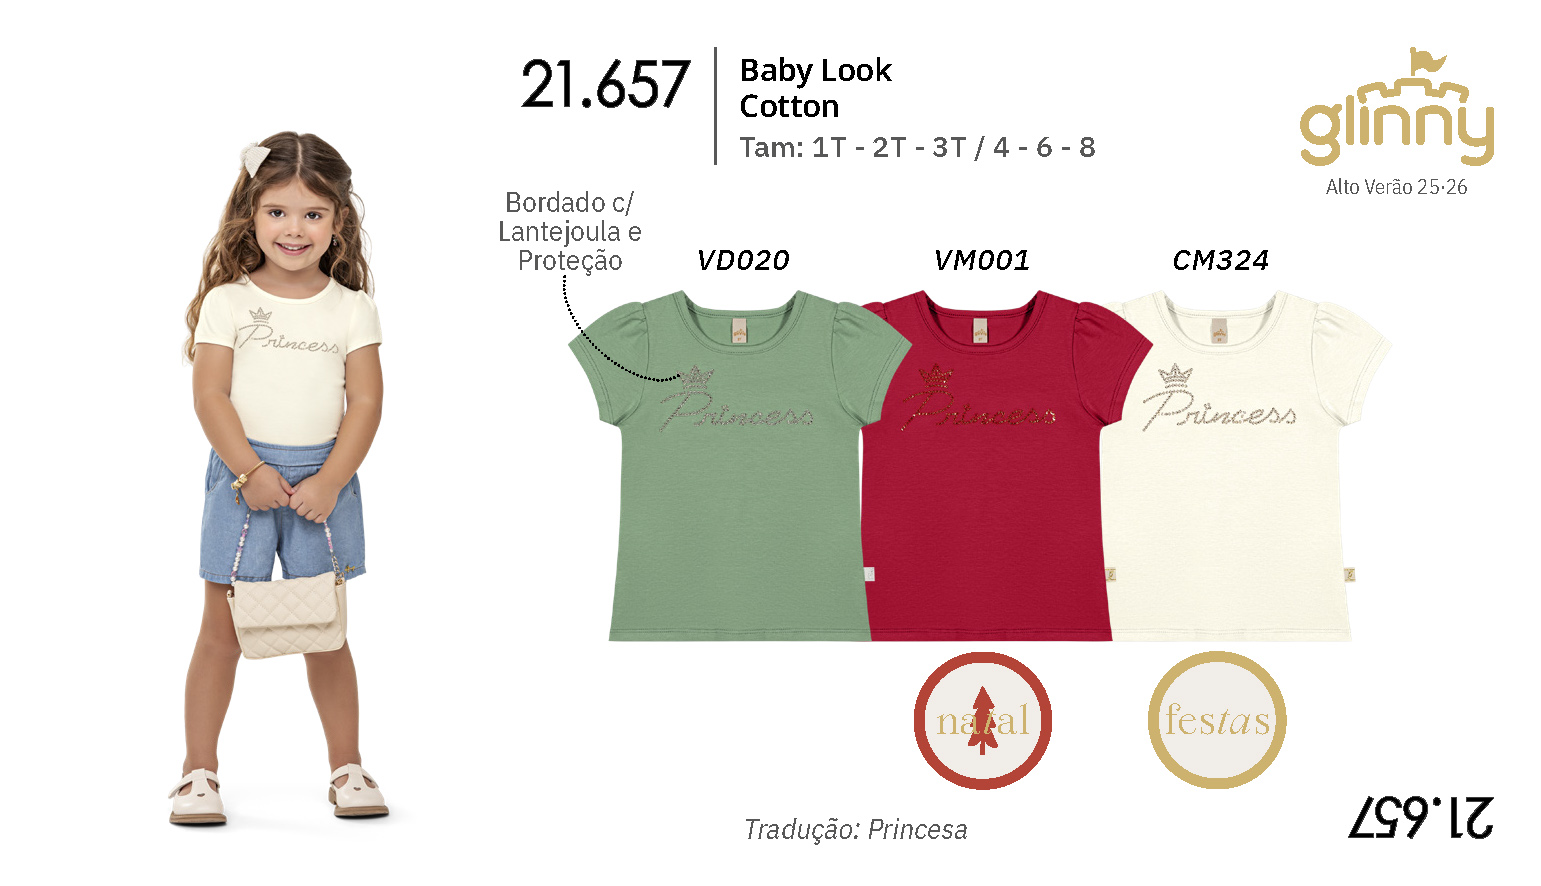 21.657
Baby Look
Cotton
Tam: 1T - 2T - 3T / 4 - 6 - 8
glinny
Alto Verão 25·26
Bordado c/
Lantejoula e
Proteção
VD020
VM001
CM324
Princess
Princess
Princess
Princess
natal
festas
Tradução: Princesa
21.657